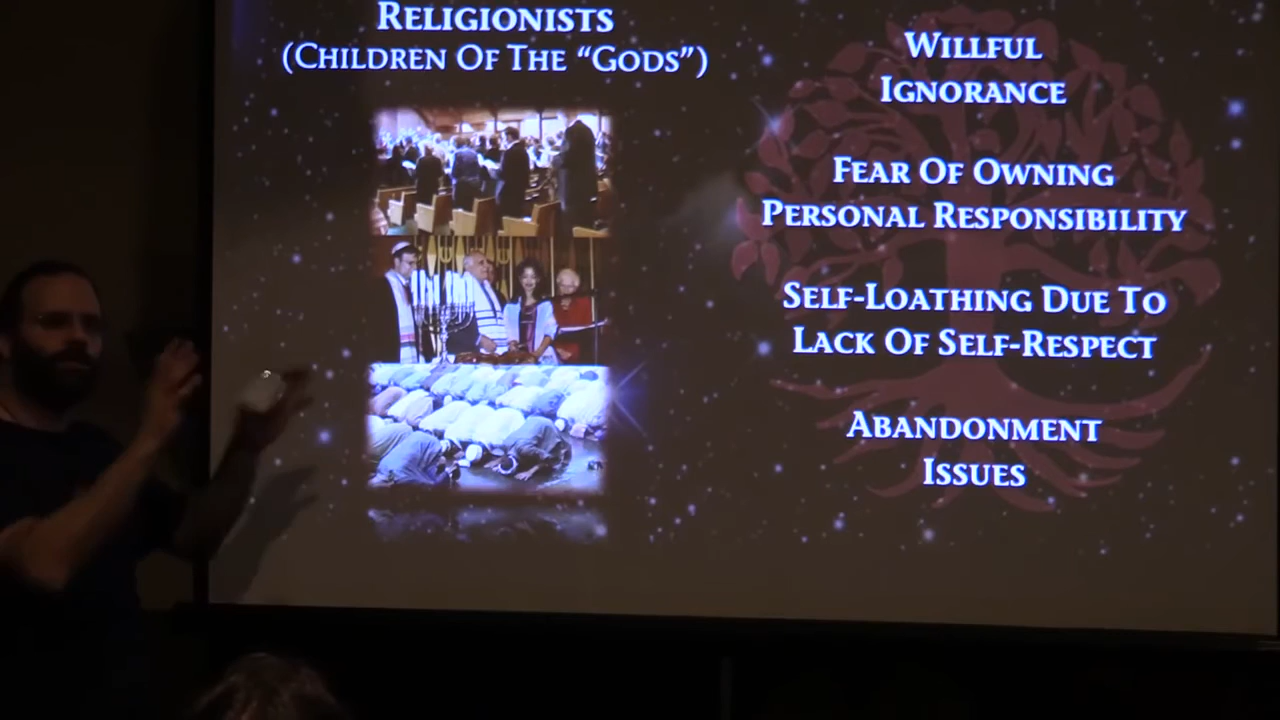 RELIGIONISTS
(CHILDREN OF THE “GODS”)
WILLFUL
IGNORANCE
FEAR OF OWNING
PERSONAL RESPONSIBILITY
SELF-LOATHING DUE TO
LACK OF SELF-RESPECT
ABANDONMENT
ISSUES